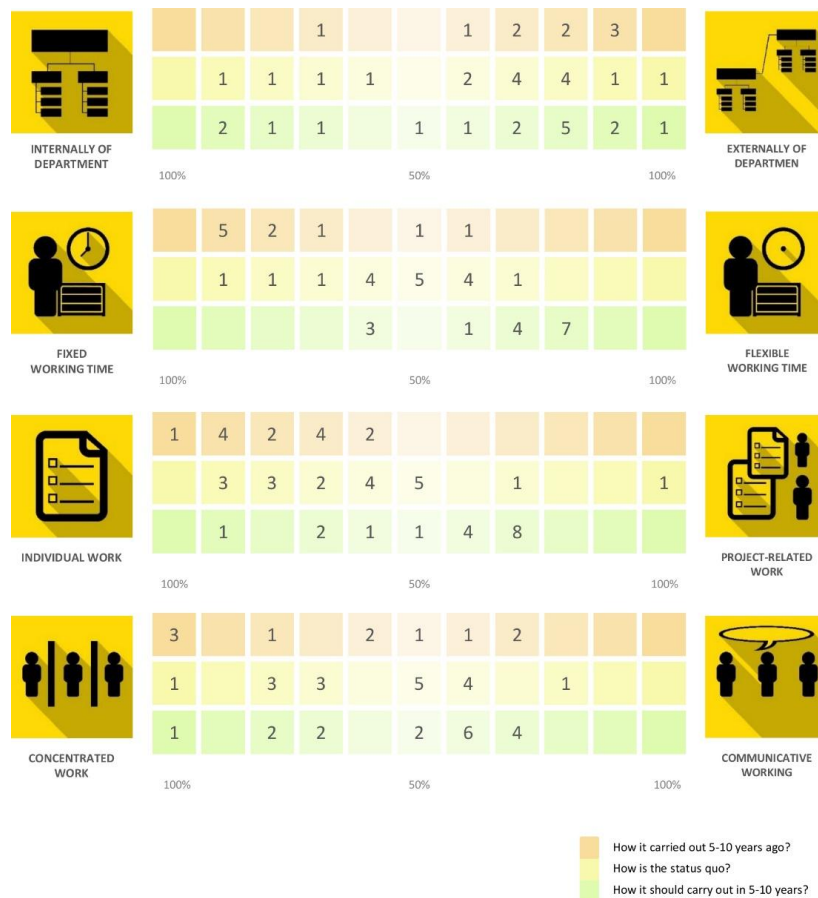 1 1 2 2 3
1 1 1 1 2 4 4 1 1
2 1 1 1 1 2 5 2 1
INTERNALLY OF
DEPARTMENT
EXTERNALLY OF
DEPARTMEN
100% 50% 100%
5 2 1 1 1
1 1 1 4 5 4 1
3 1 4 7
FIXED
WORKING TIME
FLEXIBLE
WORKING TIME
100% 50% 100%
1 4 2 4 2
3 3 2 4 5 1 1
1 2 1 1 4 8
INDIVIDUAL WORK
PROJECT-RELATED
WORK
100% 50% 100%
3 1 2 1 1 2
1 3 3 5 4 1
1 2 2 2 6 4
CONCENTRATED
WORK
COMMUNICATIVE
WORKING
100% 50% 100%
How it carried out 5-10 years ago?
How is the status quo?
How it should carry out in 5-10 years?